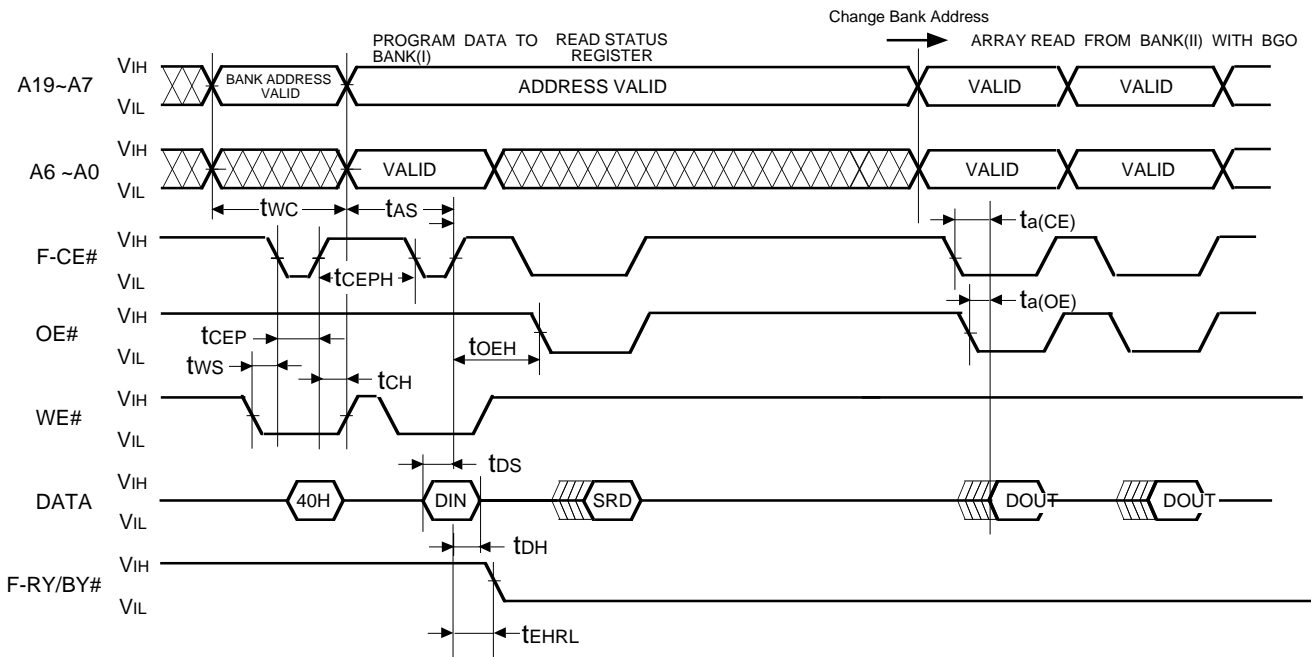 Change Bank Address
PROGRAM DATA TO BANK(I)
READ STATUS REGISTER
ARRAY READ FROM BANK(II) WITH BGO
A19~A7
VIH
VIL
BANK ADDRESS VALID
ADDRESS VALID
VALID
VALID
A6 ~A0
VIH
VIL
VALID
VALID
VALID
tWC
tAS
ta(CE)
F-CE#
VIH
VIL
tCEPH
ta(OE)
OE#
VIH
VIL
tCEP
tOEH
tWS
tCH
WE#
VIH
VIL
tDS
DATA
VIH
VIL
40H
DIN
SRD
DOUT
DOUT
tDH
F-RY/BY#
VIH
VIL
tEHRL